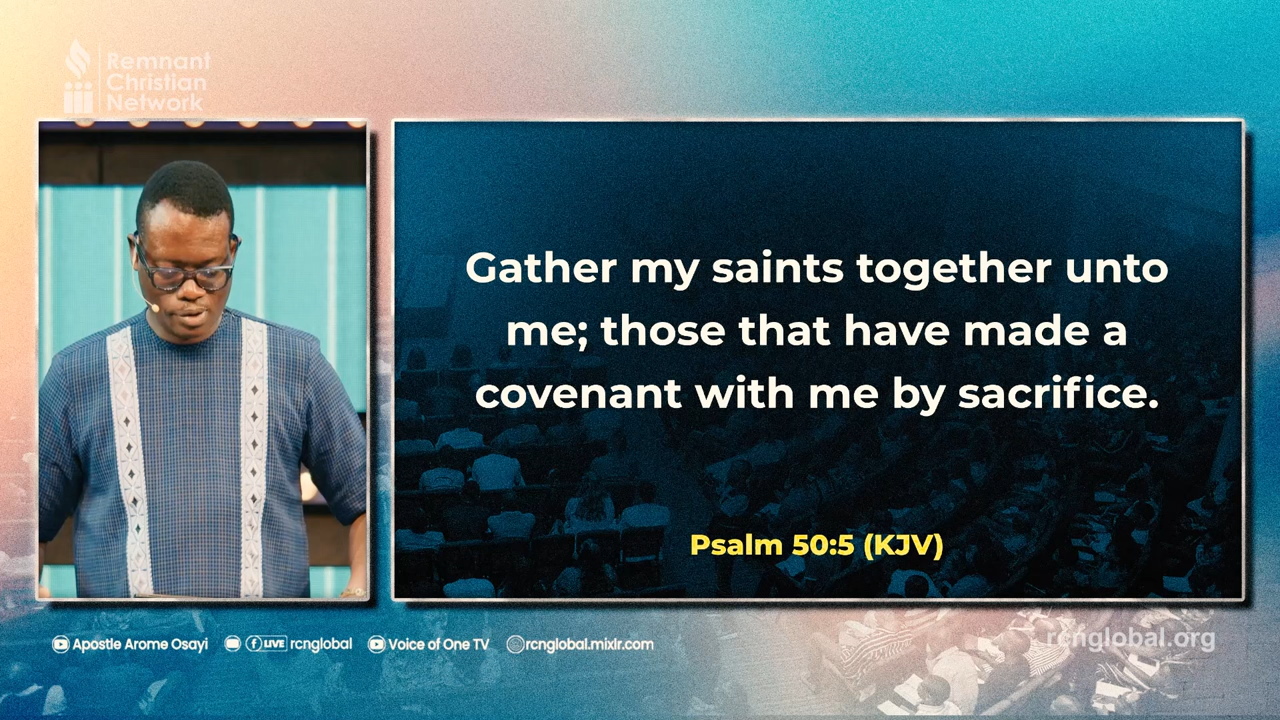 Remnant
Christian
Network
Gather my saints together unto
me; those that have made a
covenant with me by sacrifice.
Psalm 50:5 (KJV)
Apostle Arome Osayi LIVE rcnglobal Voice of One TV rcnglobal.mixlr.com
rcnglobal.org